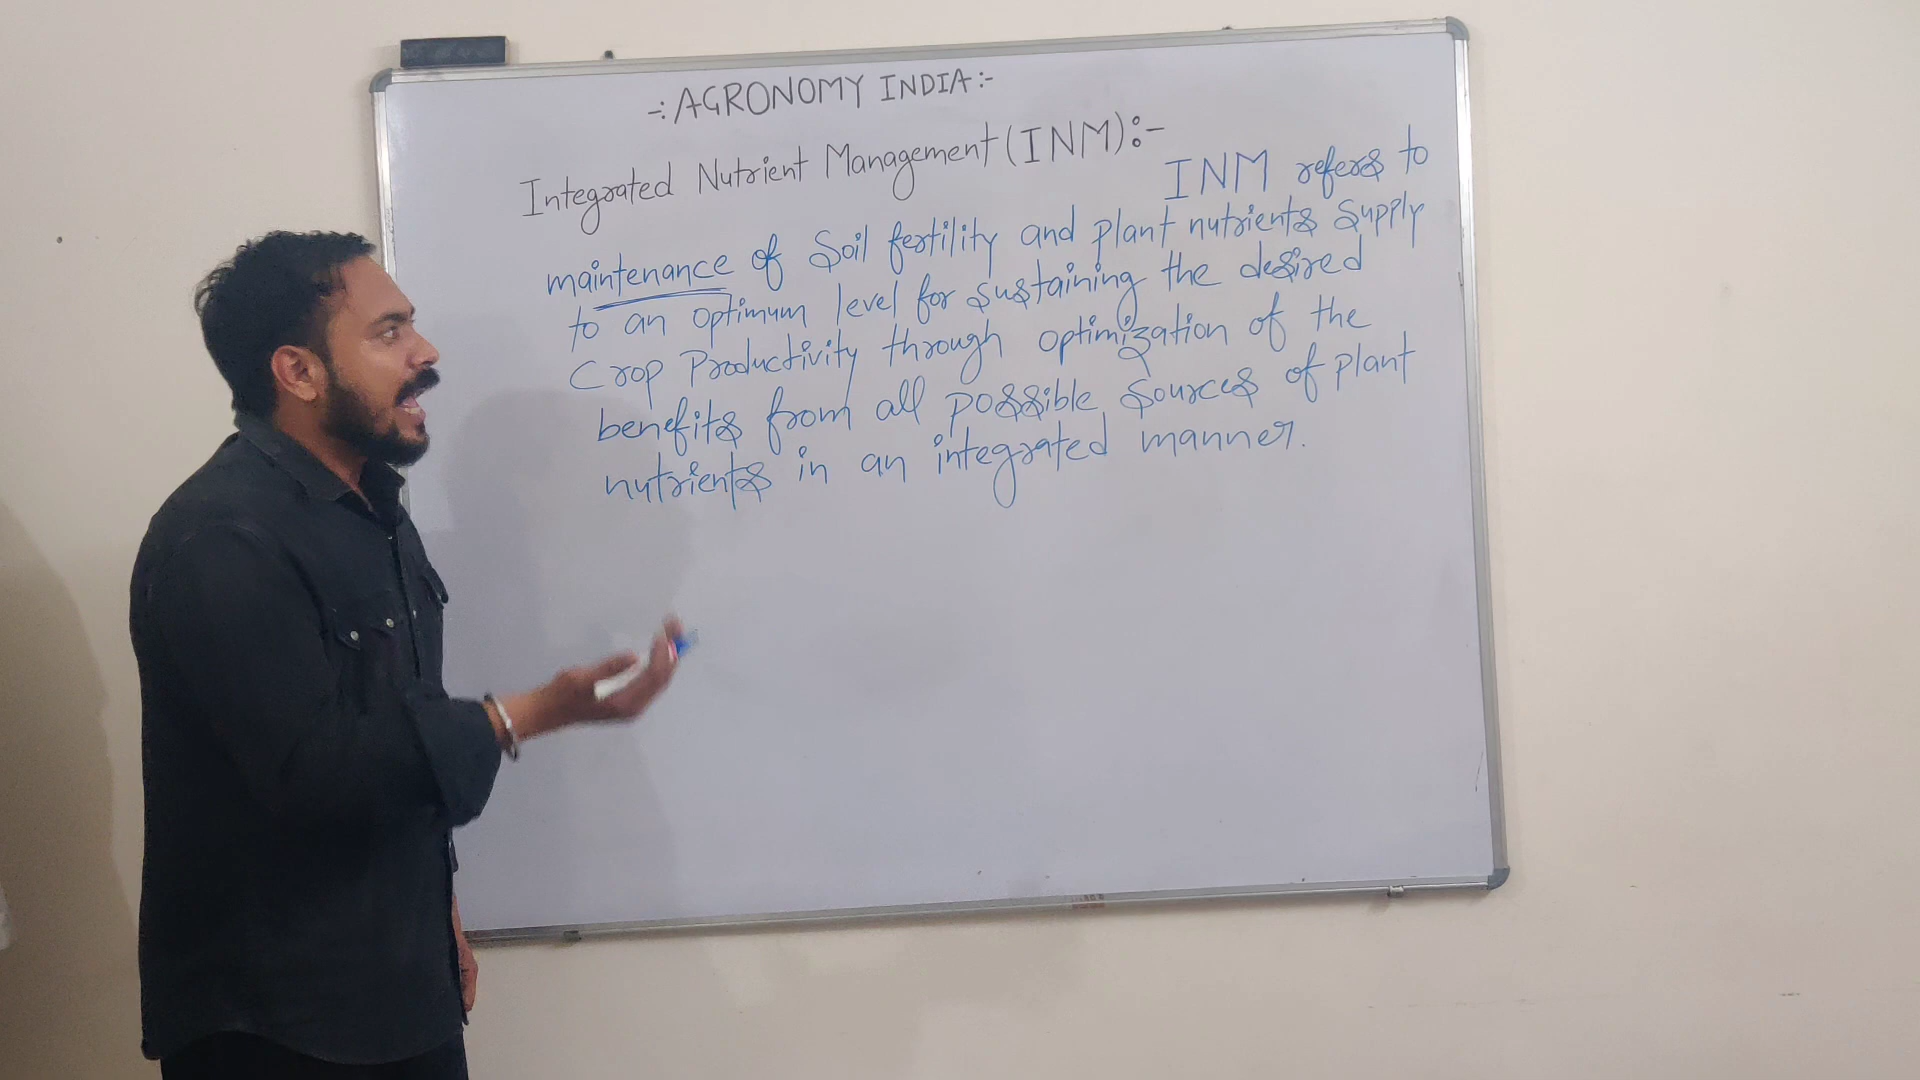 -: AGRONOMY INDIA :-
Integrated Nutrient Management (INM) :-
INM refers to
maintenance of Soil fertility and plant nutrients supply
to an optimum level for sustaining the desired
Crop Productivity through optimization of the
benefits from all possible sources of plant
nutrients in an integrated manner.